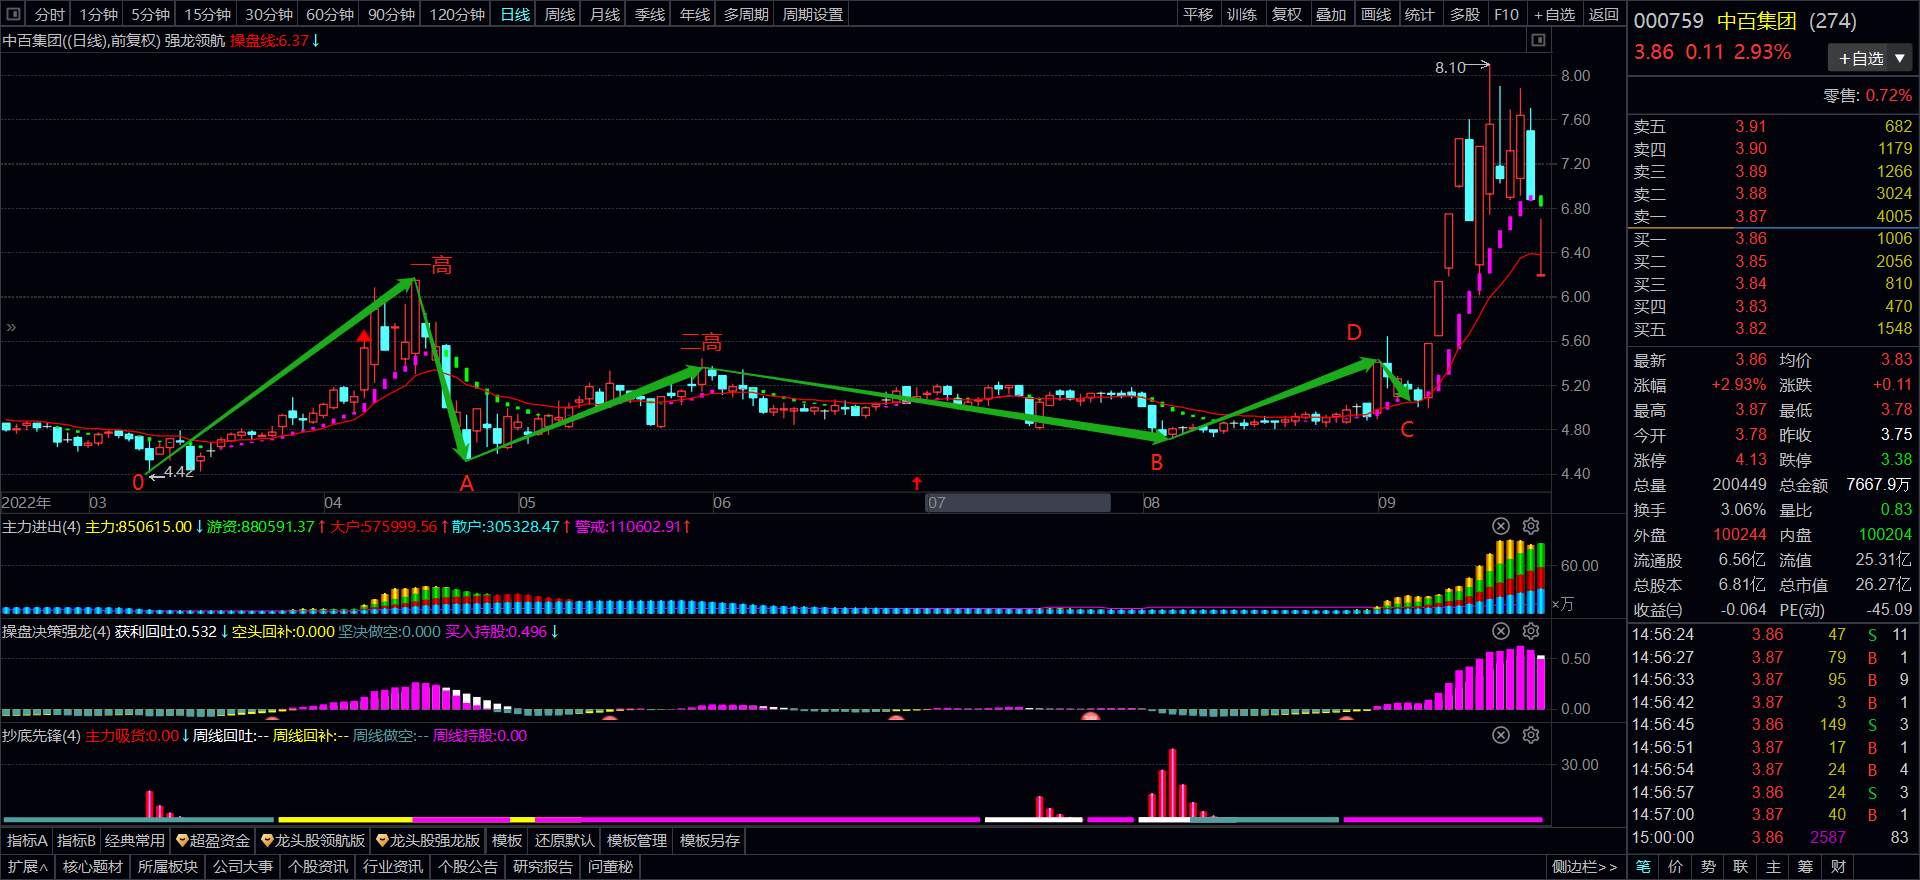 分时 1分钟 5分钟 15分钟 30分钟 60分钟 90分钟 120分钟 日线 周线 月线 季线 年线 多周期 周期设置 平移 训练 复权 叠加 画线 统计 多股 F10 +自选 返回
中百集团((日线),前复权) 强龙领航 操盘线:6.37↓
000759 中百集团 (274)
3.86 0.11 2.93% +自选 ▼
零售: 0.72%
卖五 3.91 682
卖四 3.90 1179
卖三 3.89 1266
卖二 3.88 3024
卖一 3.87 4005
买一 3.86 1006
买二 3.85 2056
买三 3.84 810
买四 3.83 470
买五 3.82 1548
最新 3.86 均价 3.83
涨幅 +2.93% 涨跌 +0.11
最高 3.87 最低 3.78
今开 3.78 昨收 3.75
涨停 4.13 跌停 3.38
总量 200449 总金额 7667.9万
换手 3.06% 量比 0.83
外盘 100244 内盘 100204
流通股 6.56亿 流值 25.31亿
总股本 6.81亿 总市值 26.27亿
收益㈢ -0.064 PE(动) -45.09
14:56:24 3.86 47 S 11
14:56:27 3.87 79 B 1
14:56:33 3.87 95 B 9
14:56:42 3.87 3 B 1
14:56:45 3.86 149 S 3
14:56:51 3.87 17 B 1
14:56:54 3.87 24 B 4
14:56:57 3.86 24 S 3
14:57:00 3.87 40 B 1
15:00:00 3.86 2587 83
笔 价 势 联 主 筹 财
8.10
8.00
7.60
7.20
6.80
6.40
6.00
5.60
5.20
4.80
4.40
»
一高
二高
D
C
B
A
0
4.42
2022年 03 04 05 06 07 08 09
主力进出(4) 主力:850615.00↓游资:880591.37↑大户:575999.56↑散户:305328.47↑警戒:110602.91↑
60.00
×万
操盘决策强龙(4) 获利回吐:0.532↓空头回补:0.000 坚决做空:0.000 买入持股:0.496↓
0.50
0.00
抄底先锋(4) 主力吸货:0.00↓周线回吐:-- 周线回补:-- 周线做空:-- 周线持股:0.00
30.00
指标A 指标B 经典常用 超盈资金 龙头股领航版 龙头股强龙版 模板 还原默认 模板管理 模板另存
扩展∧ 核心题材 所属板块 公司大事 个股资讯 行业资讯 个股公告 研究报告 问董秘 侧边栏>>